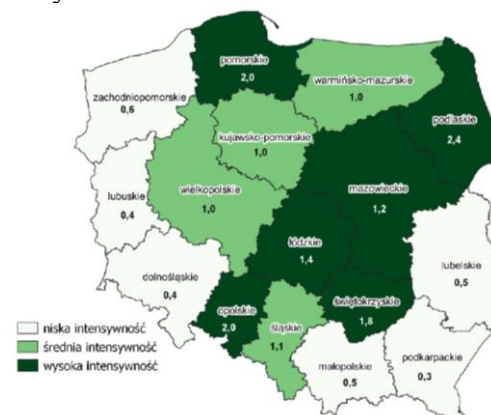 pomorskie
2,0
warmińsko-mazurskie
1,0
zachodniopomorskie
0,6
podlaskie
2,4
kujawsko-pomorskie
1,0
wielkopolskie
1,0
mazowieckie
1,2
lubuskie
0,4
łódzkie
1,4
lubelskie
0,5
dolnośląskie
0,4
opolskie
2,0
świętokrzyskie
1,8
śląskie
1,1
małopolskie
0,5
podkarpackie
0,3
niska intensywność
średnia intensywność
wysoka intensywność